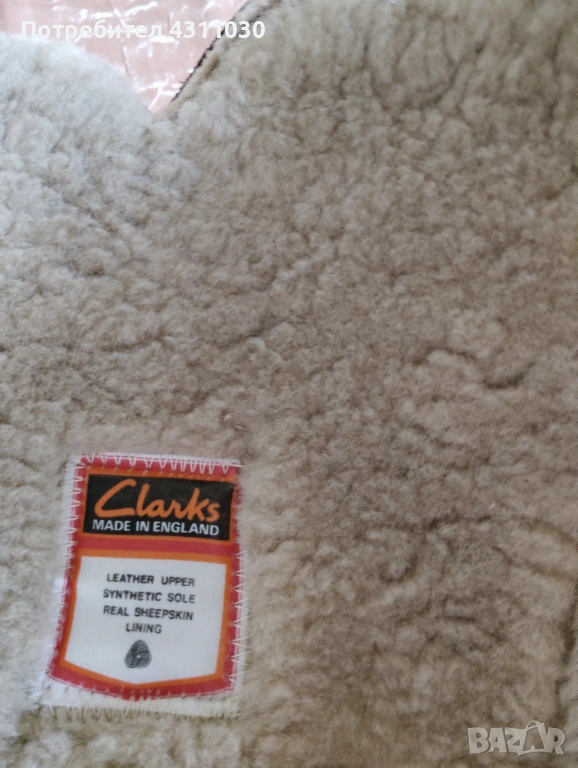 Потребител 4311030
Clarks
MADE IN ENGLAND
LEATHER UPPER
SYNTHETIC SOLE
REAL SHEEPSKIN
LINING
BAZAR